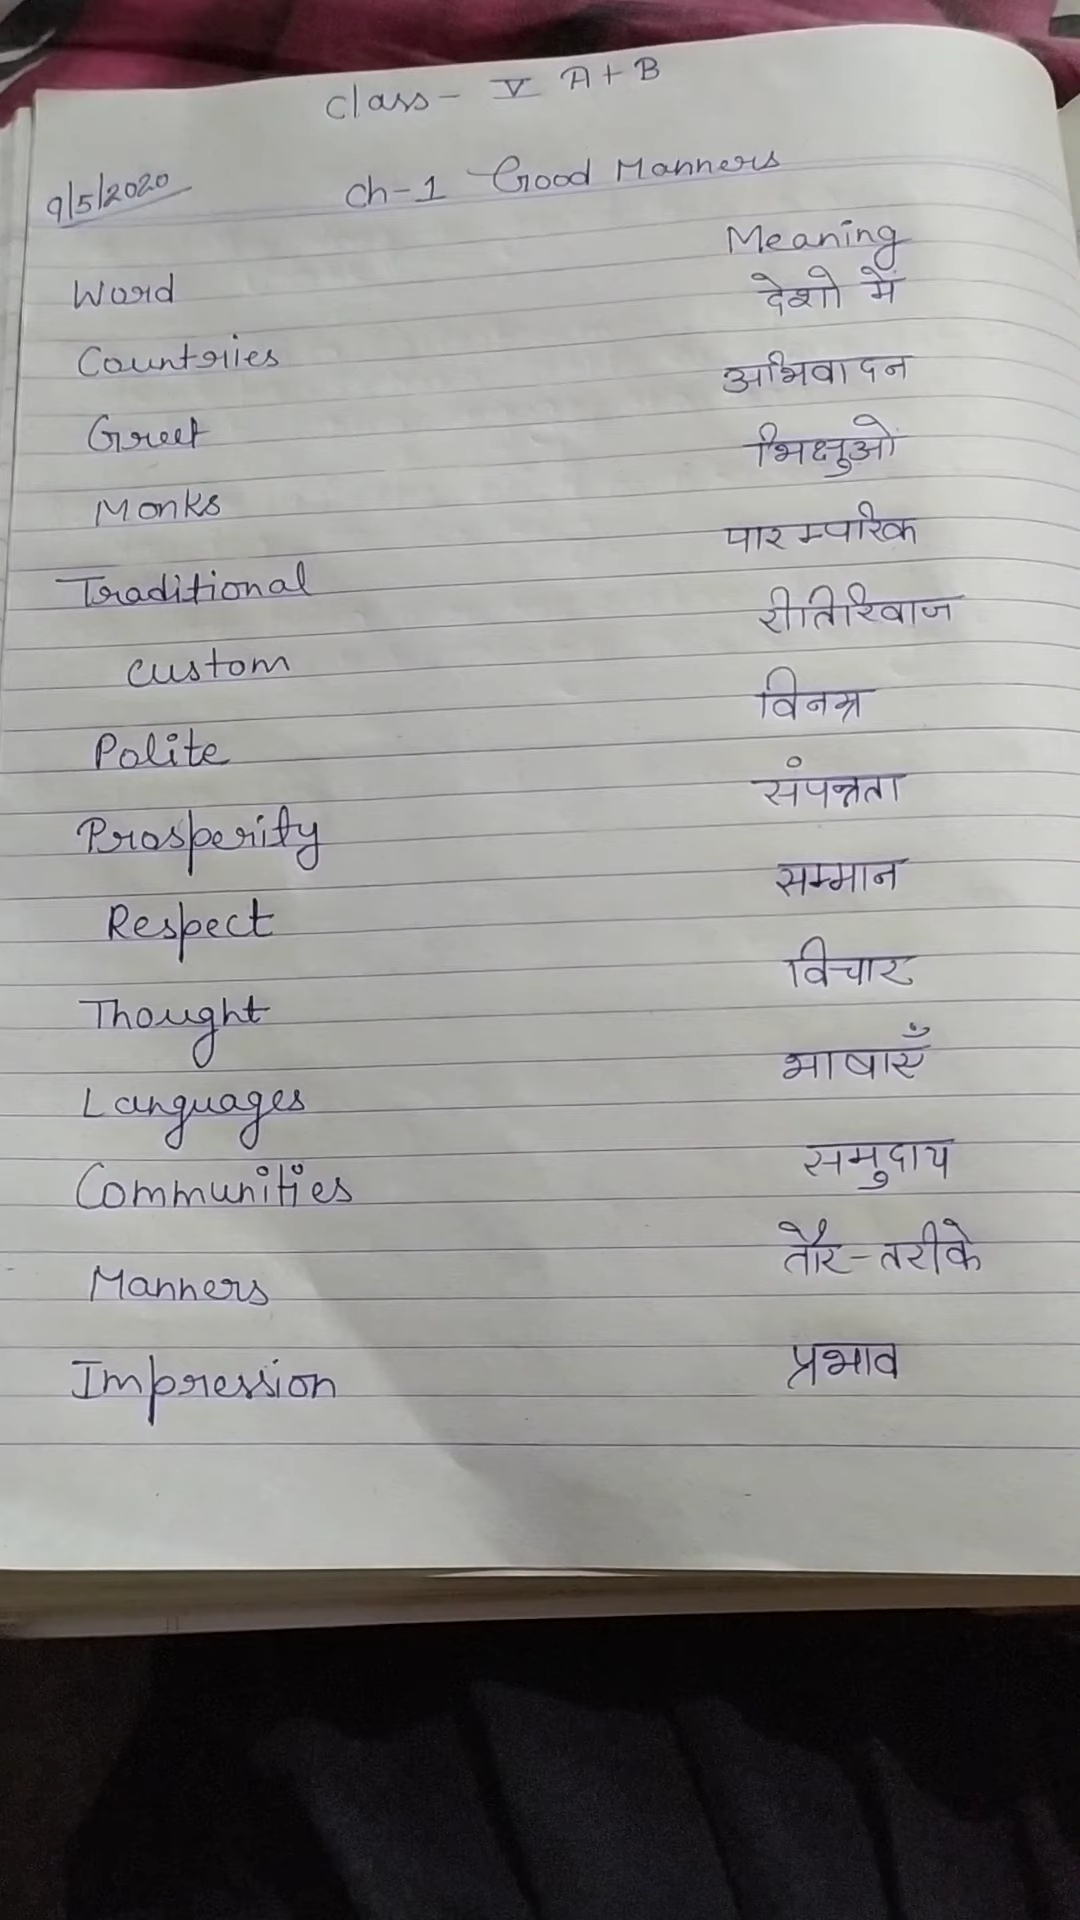 Class - V A+B
9/5/2020 Ch-1 Good Manners
Word Meaning
Countries देशो में
Greet अभिवादन
Monks भिक्षुओं
Traditional पारम्परिक
Custom रीतिरिवाज
Polite विनम्र
Prosperity संपन्नता
Respect सम्मान
Thought विचार
Languages भाषाएँ
Communities समुदाय
Manners तौर-तरीके
Impression प्रभाव